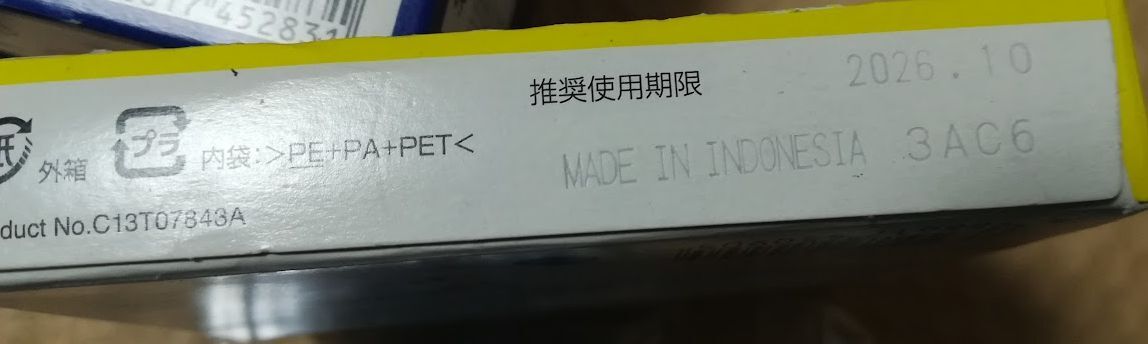 452831
推奨使用期限 2026.10
紙 外箱 プラ 内袋:>PE+PA+PET<
MADE IN INDONESIA 3AC6
duct No.C13T07843A